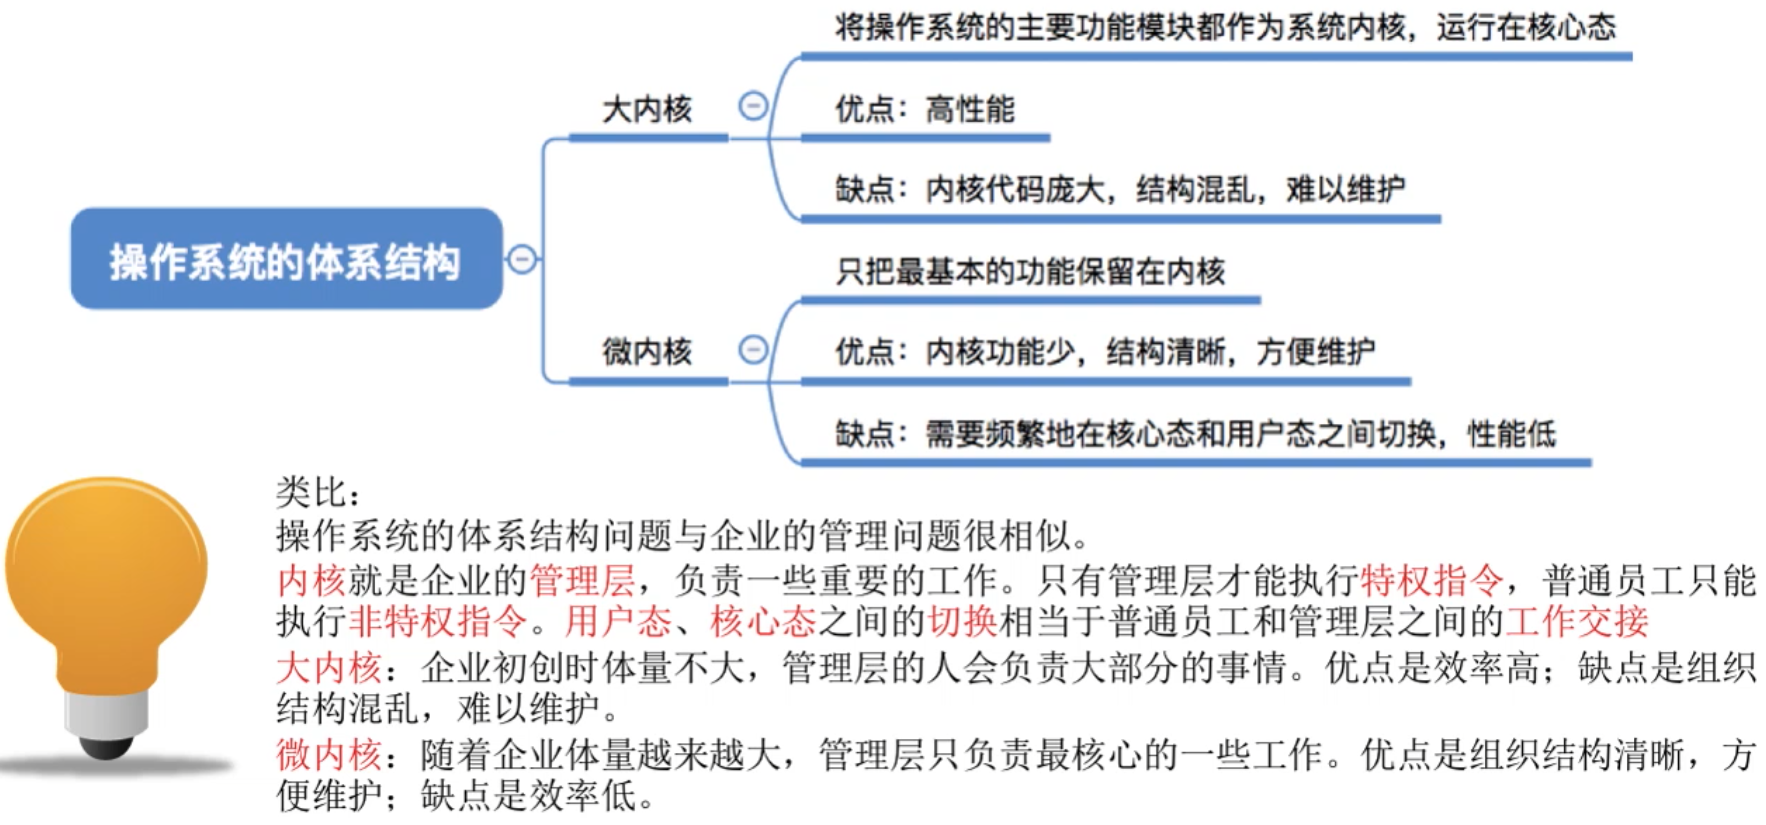 操作系统的体系结构
大内核
将操作系统的主要功能模块都作为系统内核，运行在核心态
优点：高性能
缺点：内核代码庞大，结构混乱，难以维护
微内核
只把最基本的功能保留在内核
优点：内核功能少，结构清晰，方便维护
缺点：需要频繁地在核心态和用户态之间切换，性能低
类比：
操作系统的体系结构问题与企业的管理问题很相似。
内核就是企业的管理层，负责一些重要的工作。只有管理层才能执行特权指令，普通员工只能
执行非特权指令。用户态、核心态之间的切换相当于普通员工和管理层之间的工作交接
大内核：企业初创时体量不大，管理层的人会负责大部分的事情。优点是效率高；缺点是组织
结构混乱，难以维护。
微内核：随着企业体量越来越大，管理层只负责最核心的一些工作。优点是组织结构清晰，方
便维护；缺点是效率低。